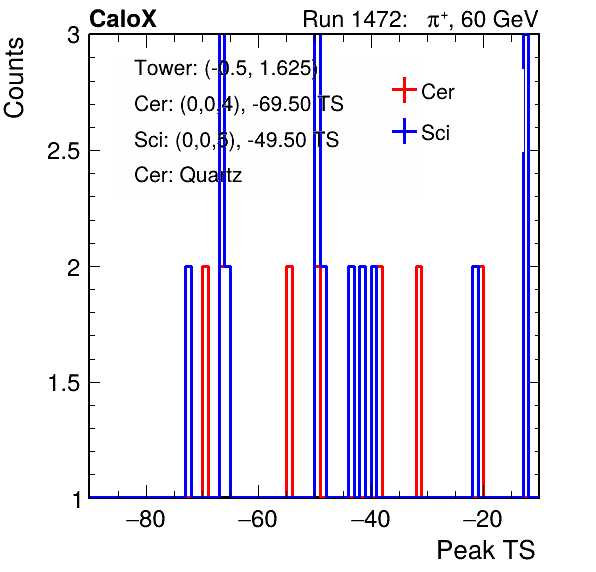 CaloX Run 1472: π+, 60 GeV
Counts
Tower: (-0.5, 1.625)
Cer: (0,0,4), -69.50 TS
Sci: (0,0,5), -49.50 TS
Cer: Quartz
Cer
Sci
3
2.5
2
1.5
1
−80 −60 −40 −20
Peak TS